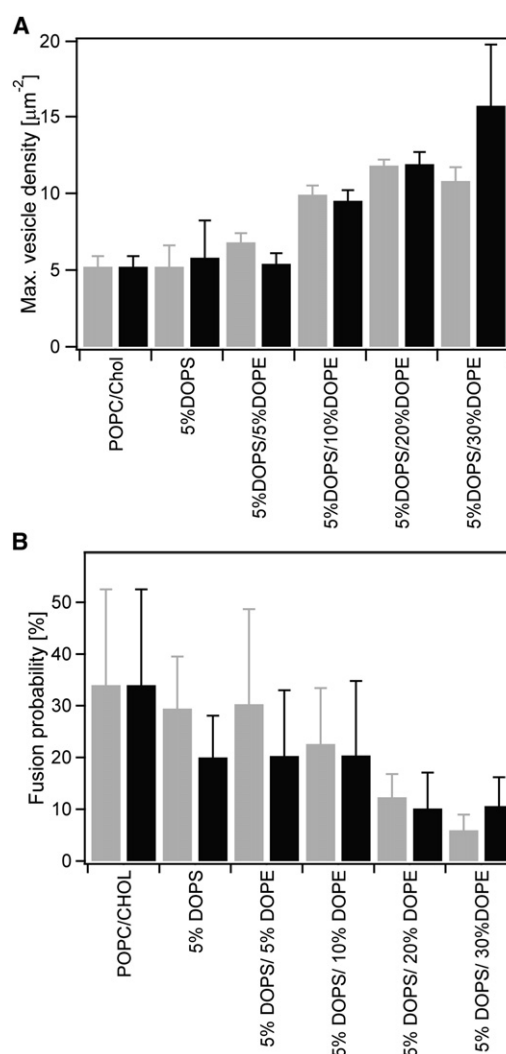 A
Max. vesicle density [μm-2]
20
15
10
5
0
POPC/Chol
5%DOPS
5%DOPS/5%DOPE
5%DOPS/10%DOPE
5%DOPS/20%DOPE
5%DOPS/30%DOPE
B
Fusion probability [%]
50
40
30
20
10
0
POPC/CHOL
5% DOPS
5% DOPS/ 5% DOPE
5% DOPS/ 10% DOPE
5% DOPS/ 20% DOPE
5% DOPS/ 30%DOPE